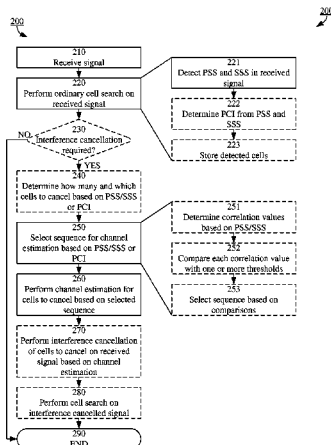 200
200
210
Receive signal
220
Perform ordinary cell search on
received signal
230
Interference cancellation
required?
NO
YES
240
Determine how many and which
cells to cancel based on PSS/SSS
or PCI
250
Select sequence for channel
estimation based on PSS/SSS or
PCI
260
Perform channel estimation for
cells to cancel based on selected
sequence
270
Perform interference cancellation
of cells to cancel on received
signal based on channel
estimation
280
Perform cell search on
interference cancelled signal
290
END
221
Detect PSS and SSS in received
signal
222
Determine PCI from PSS and
SSS
223
Store detected cells
251
Determine correlation values
based on PSS/SSS
252
Compare each correlation value
with one or more thresholds
253
Select sequence based on
comparisons